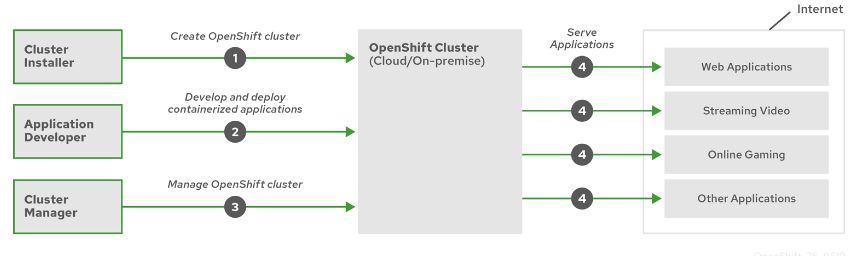 Internet
Create OpenShift cluster
Serve
Applications
Cluster
Installer
1
OpenShift Cluster
(Cloud/On-premise)
4
Web Applications
Develop and deploy
containerized applications
Application
Developer
2
4
Streaming Video
4
Online Gaming
Manage OpenShift cluster
Cluster
Manager
3
4
Other Applications